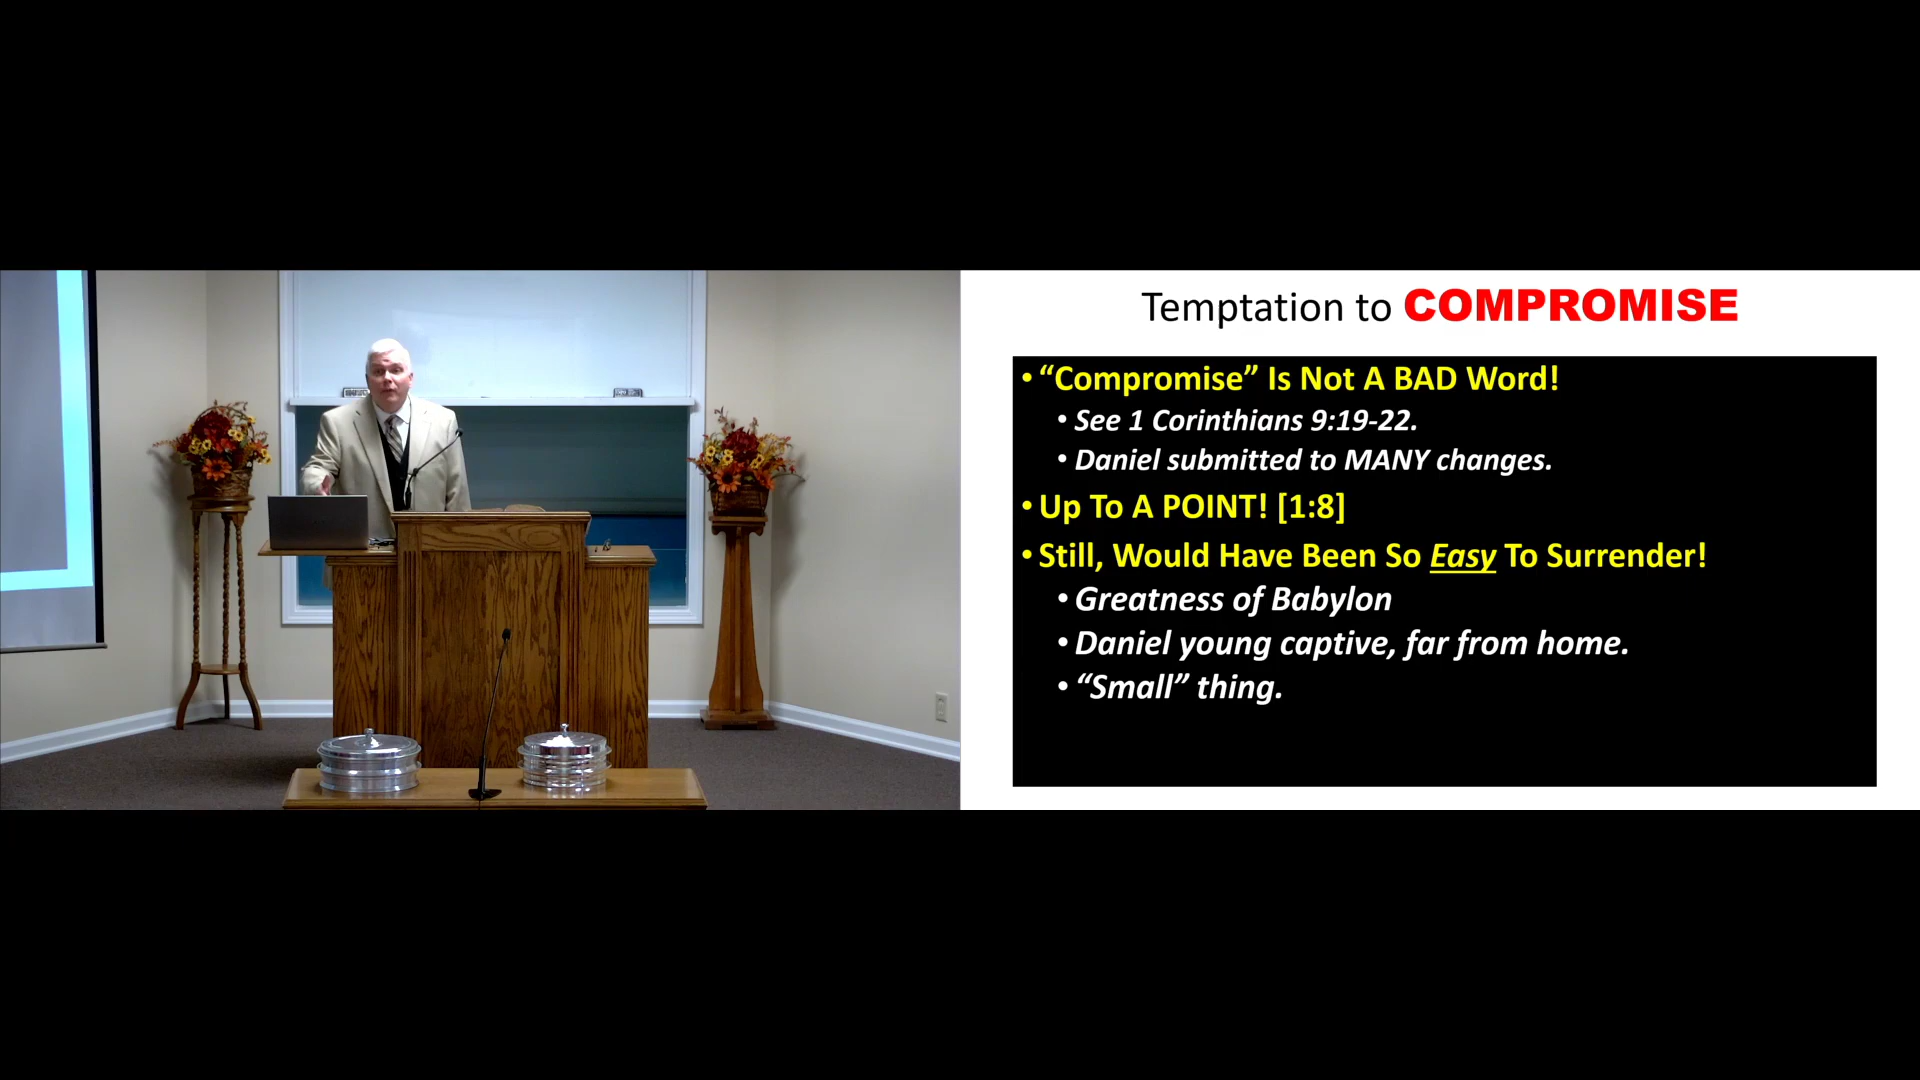 Temptation to COMPROMISE
• “Compromise” Is Not A BAD Word!
• See 1 Corinthians 9:19-22.
• Daniel submitted to MANY changes.
• Up To A POINT! [1:8]
• Still, Would Have Been So Easy To Surrender!
• Greatness of Babylon
• Daniel young captive, far from home.
• “Small” thing.